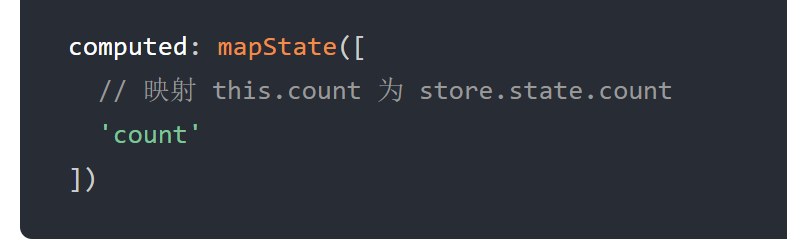 computed: mapState([
// 映射 this.count 为 store.state.count
'count'
])